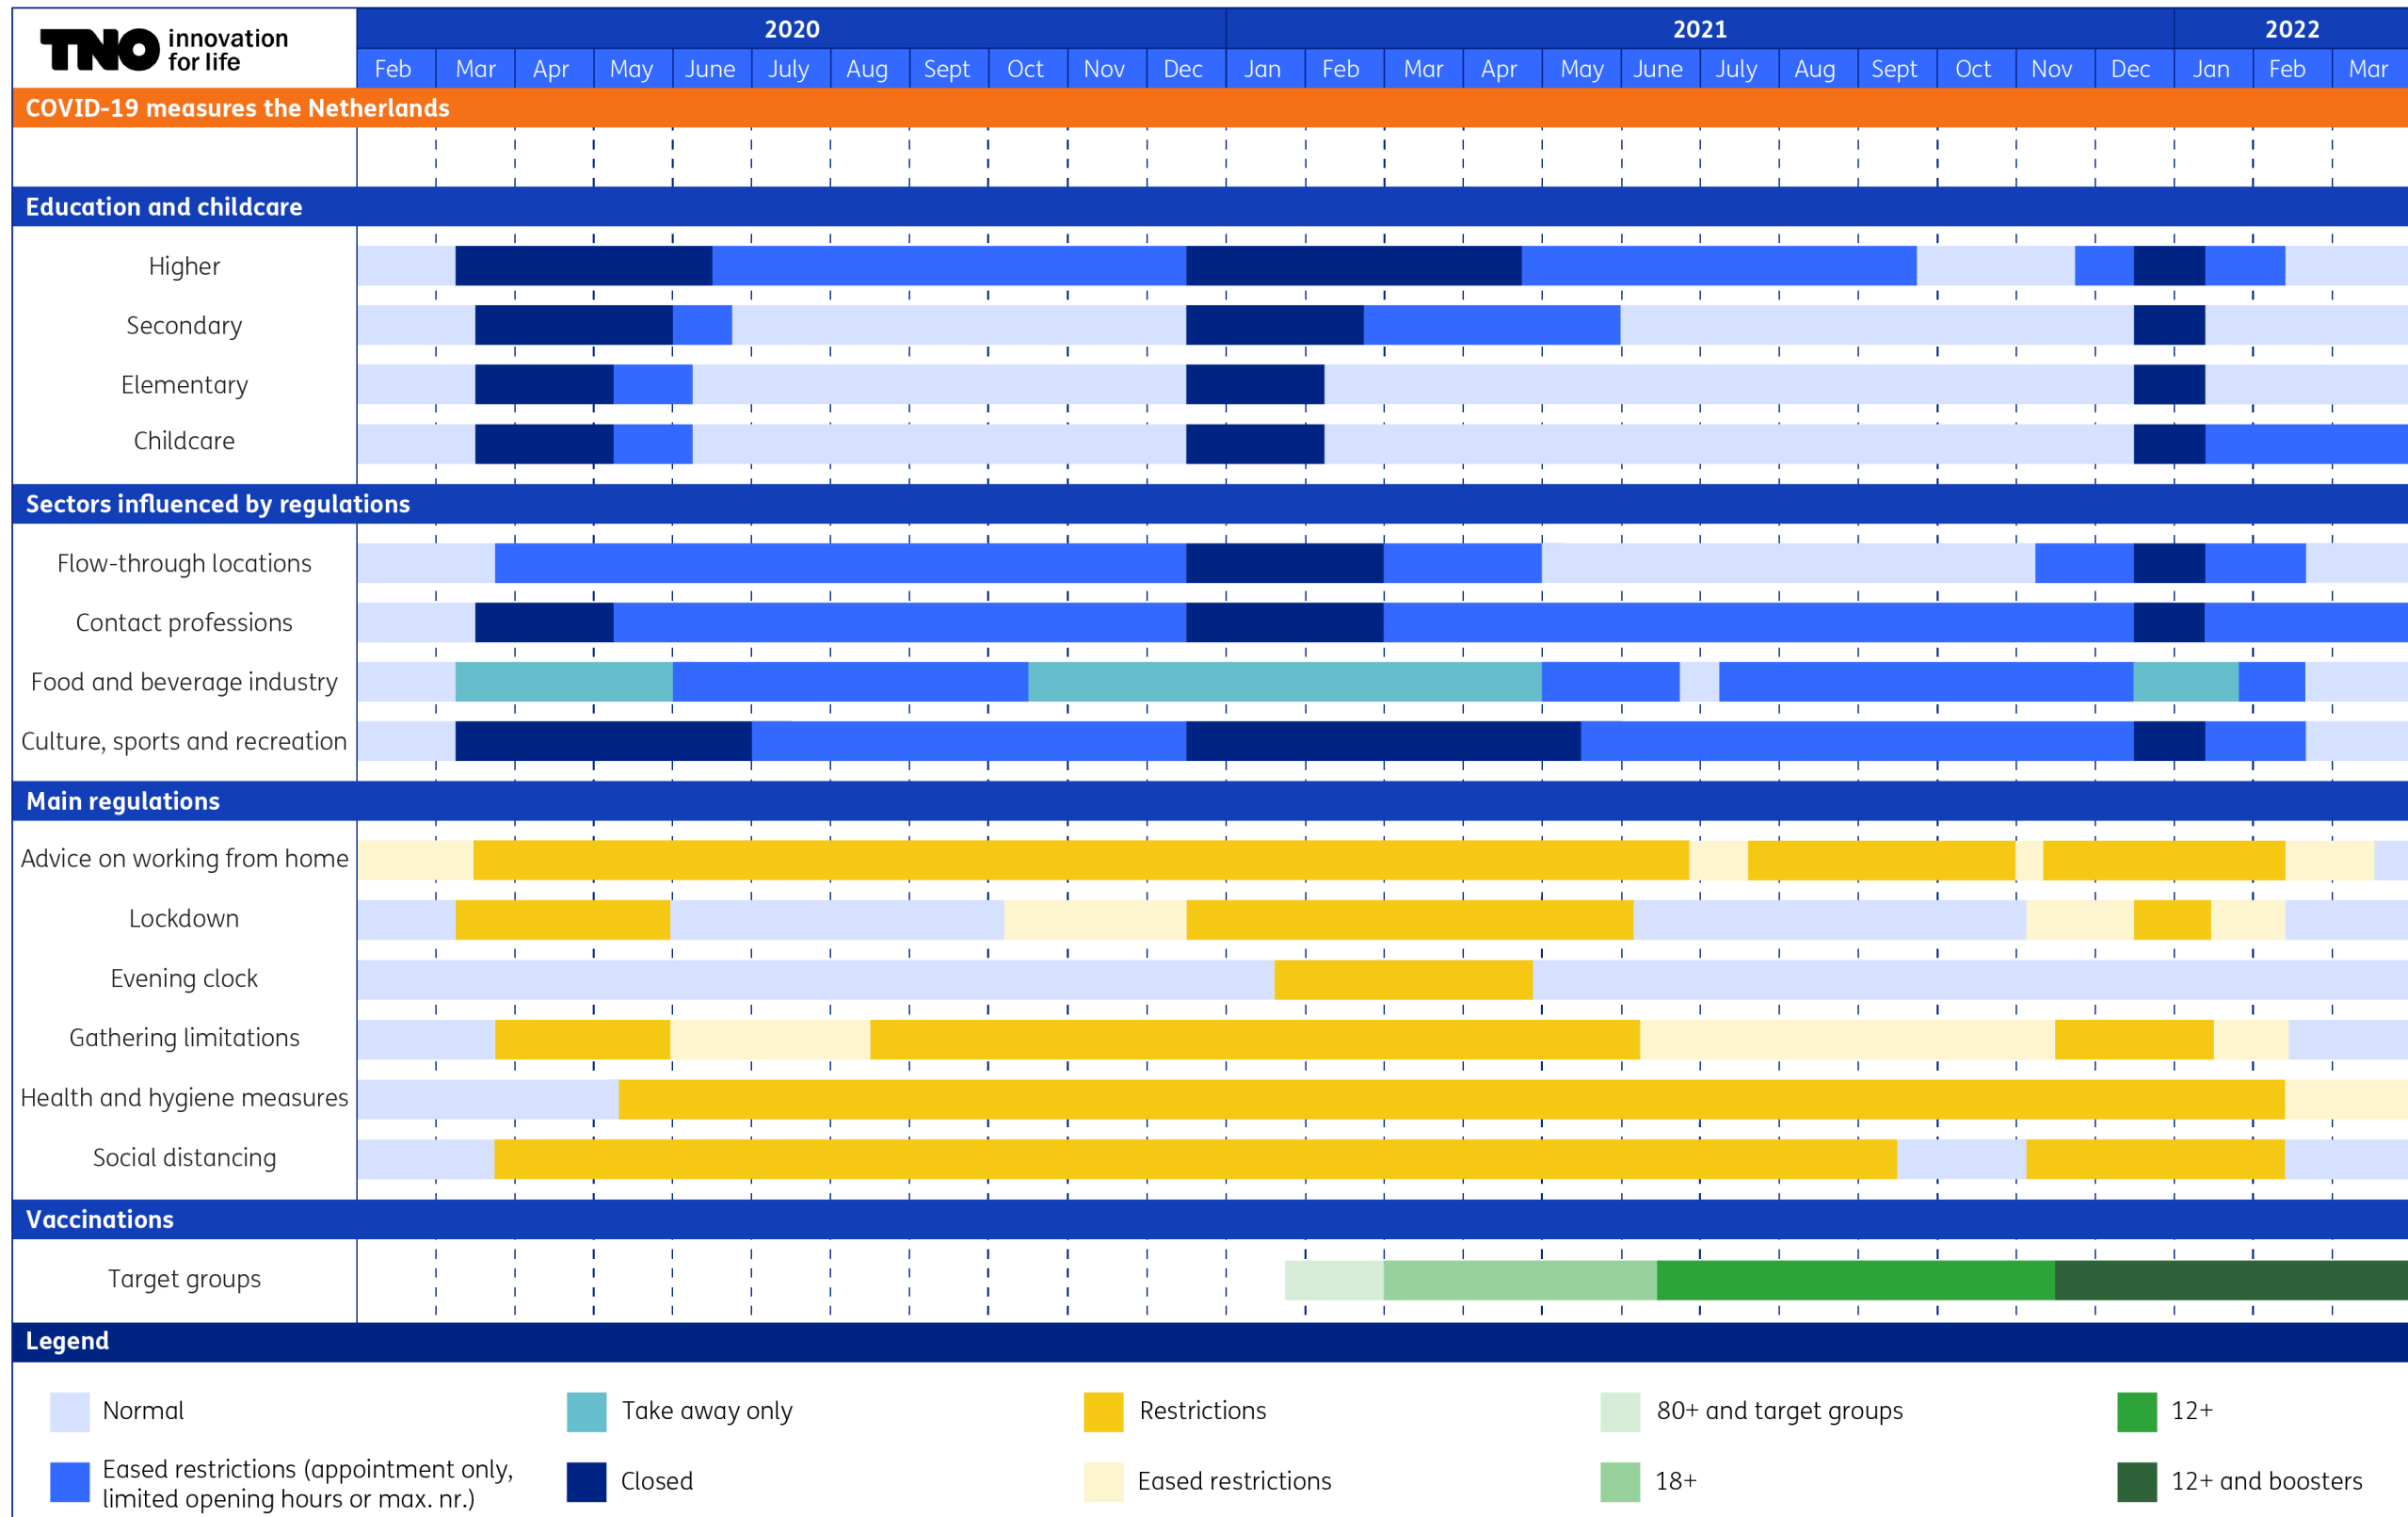 TNO innovation
for life
2020 2021 2022
Feb Mar Apr May June July Aug Sept Oct Nov Dec Jan Feb Mar Apr May June July Aug Sept Oct Nov Dec Jan Feb Mar
COVID-19 measures the Netherlands
Education and childcare
Higher
Secondary
Elementary
Childcare
Sectors influenced by regulations
Flow-through locations
Contact professions
Food and beverage industry
Culture, sports and recreation
Main regulations
Advice on working from home
Lockdown
Evening clock
Gathering limitations
Health and hygiene measures
Social distancing
Vaccinations
Target groups
Legend
Normal Take away only Restrictions 80+ and target groups 12+
Eased restrictions (appointment only,
limited opening hours or max. nr.) Closed Eased restrictions 18+ 12+ and boosters